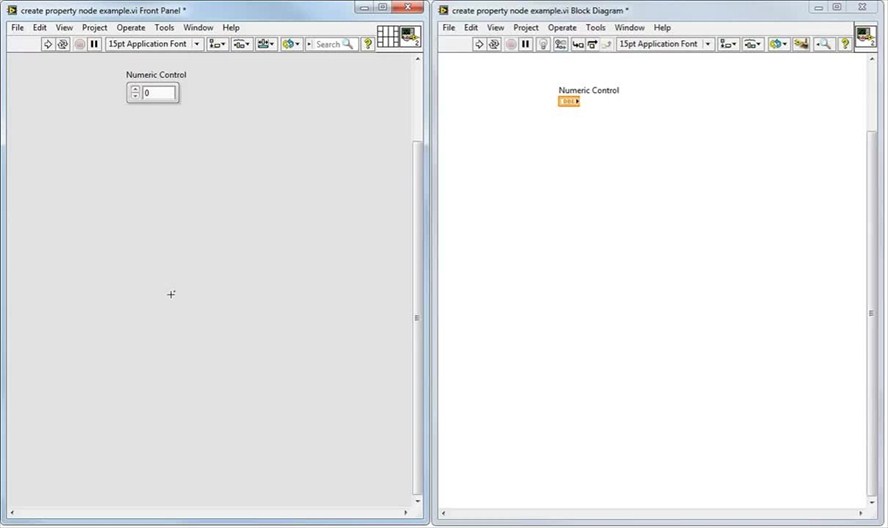 create property node example.vi Front Panel *
File Edit View Project Operate Tools Window Help
15pt Application Font Search ? 2
Numeric Control
0
create property node example.vi Block Diagram *
File Edit View Project Operate Tools Window Help
15pt Application Font ? 2
Numeric Control